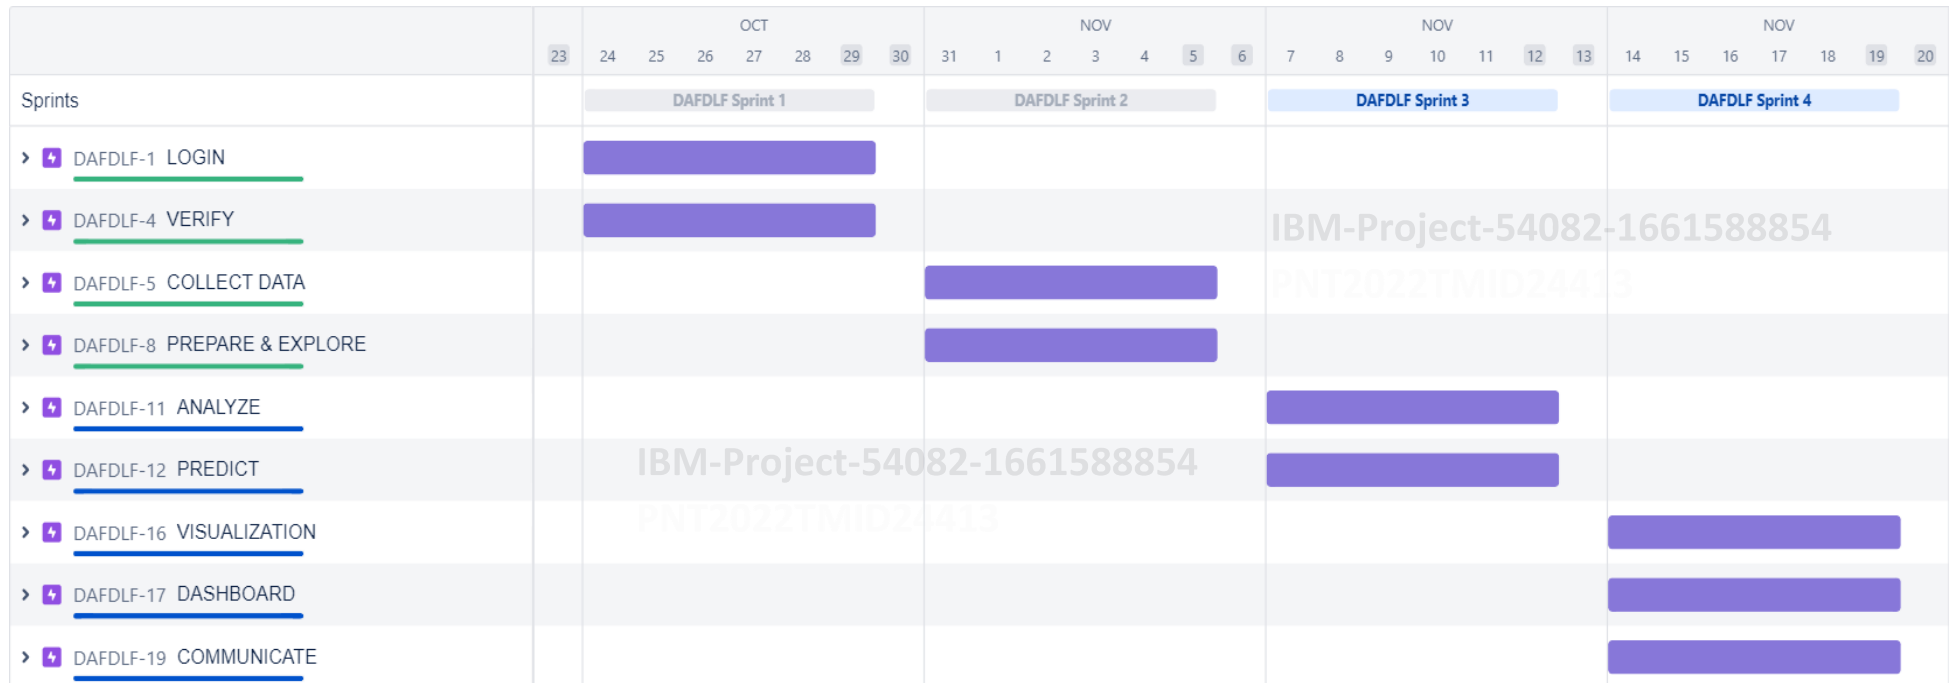 OCT NOV NOV NOV
23 24 25 26 27 28 29 30 31 1 2 3 4 5 6 7 8 9 10 11 12 13 14 15 16 17 18 19 20
Sprints DAFDLF Sprint 1 DAFDLF Sprint 2 DAFDLF Sprint 3 DAFDLF Sprint 4
DAFDLF-1 LOGIN
DAFDLF-4 VERIFY
IBM-Project-54082-1661588854
DAFDLF-5 COLLECT DATA
PNT2022TMID24413
DAFDLF-8 PREPARE & EXPLORE
DAFDLF-11 ANALYZE
DAFDLF-12 PREDICT
IBM-Project-54082-1661588854
PNT2022TMID24413
DAFDLF-16 VISUALIZATION
DAFDLF-17 DASHBOARD
DAFDLF-19 COMMUNICATE